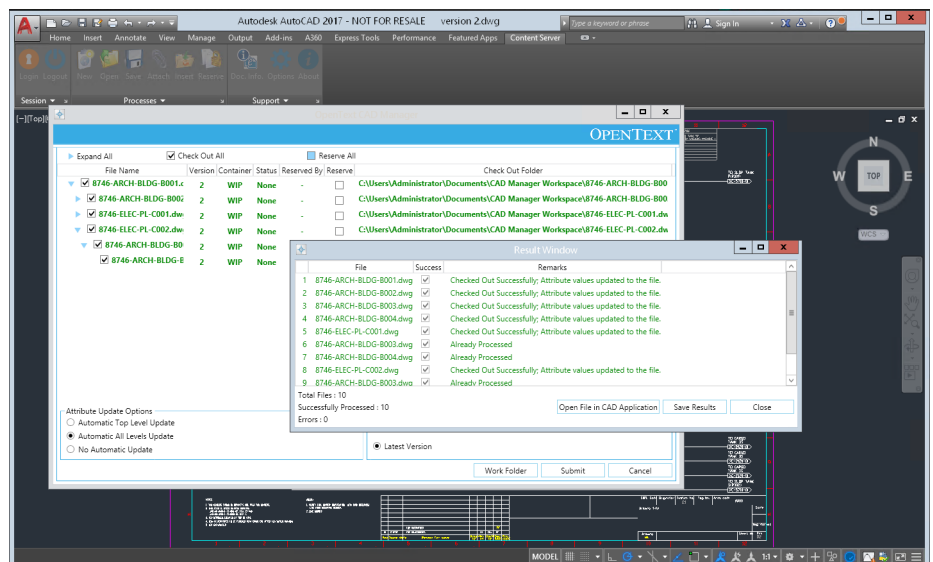 Autodesk AutoCAD 2017 - NOT FOR RESALE version 2.dwg
Type a keyword or phrase
Sign In
Home Insert Annotate View Manage Output Add-ins A360 Express Tools Performance Featured Apps Content Server
Login Logout New Open Save Attach Insert Reserve Doc. Info. Options About
Session Processes Support
[−][Top]
OPENTEXT
Expand All Check Out All Reserve All
File Name Version Container Status Reserved By Reserve Check Out Folder
8746-ARCH-BLDG-B001.c 2 WIP None - C:\Users\Administrator\Documents\CAD Manager Workspace\8746-ARCH-BLDG-B00
8746-ARCH-BLDG-B002 2 WIP None - C:\Users\Administrator\Documents\CAD Manager Workspace\8746-ARCH-BLDG-B00
8746-ELEC-PL-C001.dw 2 WIP None - C:\Users\Administrator\Documents\CAD Manager Workspace\8746-ELEC-PL-C001.dw
8746-ELEC-PL-C002.dw 2 WIP None - C:\Users\Administrator\Documents\CAD Manager Workspace\8746-ELEC-PL-C002.dw
8746-ARCH-BLDG-B0 2 WIP None
8746-ARCH-BLDG-B 2 WIP None
Result Window
File Success Remarks
1 8746-ARCH-BLDG-B001.dwg Checked Out Successfully; Attribute values updated to the file.
2 8746-ARCH-BLDG-B002.dwg Checked Out Successfully; Attribute values updated to the file.
3 8746-ARCH-BLDG-B003.dwg Checked Out Successfully; Attribute values updated to the file.
4 8746-ARCH-BLDG-B004.dwg Checked Out Successfully; Attribute values updated to the file.
5 8746-ELEC-PL-C001.dwg Checked Out Successfully; Attribute values updated to the file.
6 8746-ARCH-BLDG-B003.dwg Already Processed
7 8746-ARCH-BLDG-B004.dwg Already Processed
8 8746-ELEC-PL-C002.dwg Checked Out Successfully; Attribute values updated to the file.
9 8746-ARCH-BLDG-B003.dwg Already Processed
Total Files : 10
Successfully Processed : 10
Errors : 0
Open File in CAD Application Save Results Close
Attribute Update Options
Automatic Top Level Update
Automatic All Levels Update
No Automatic Update
Latest Version
Work Folder Submit Cancel
N
W TOP E
S
WCS
MODEL 1:1